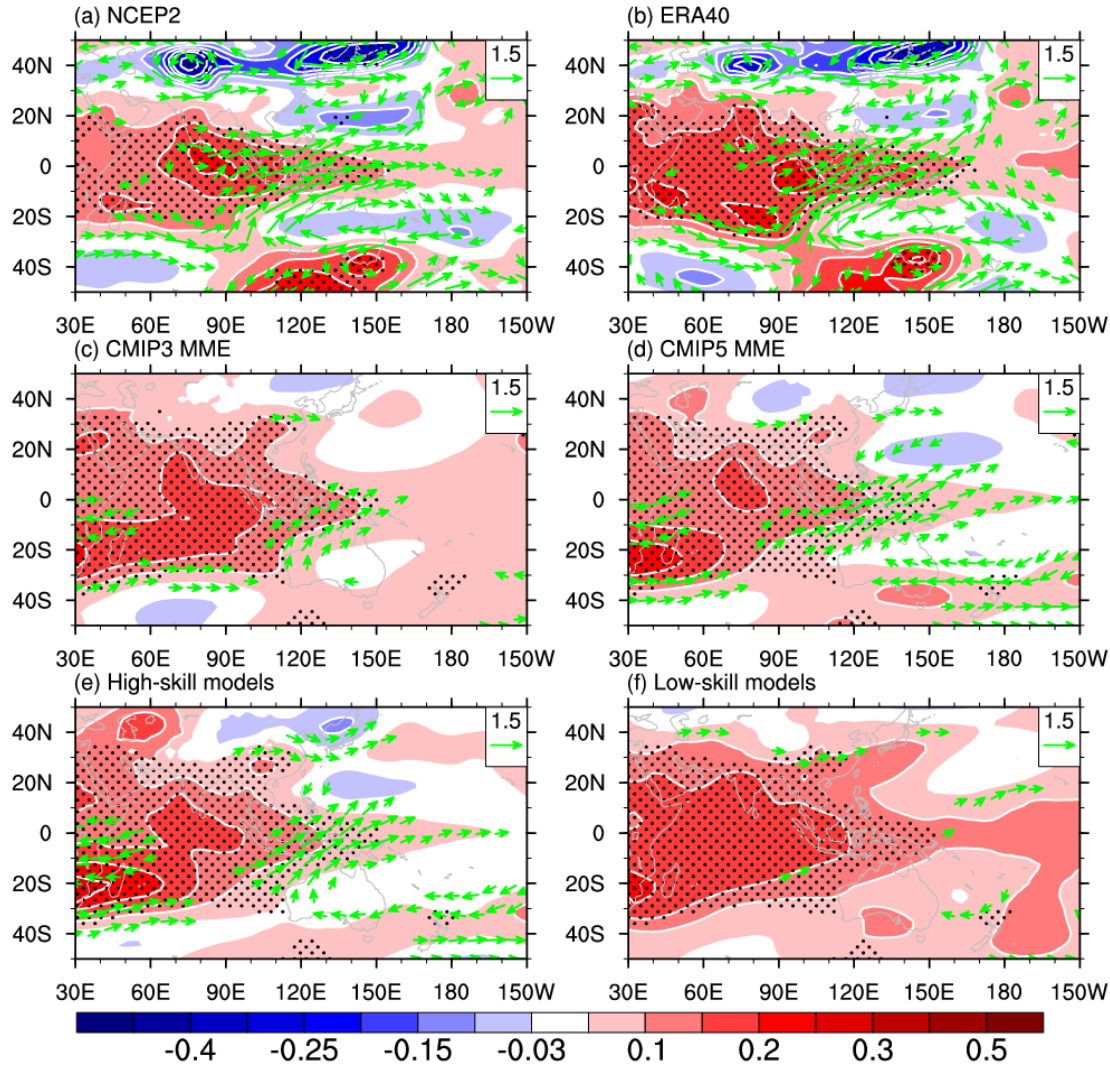 (a) NCEP2
(b) ERA40
1.5
1.5
40N
20N
0
20S
40S
40N
20N
0
20S
40S
30E 60E 90E 120E 150E 180 150W
30E 60E 90E 120E 150E 180 150W
(c) CMIP3 MME
(d) CMIP5 MME
1.5
1.5
40N
20N
0
20S
40S
40N
20N
0
20S
40S
30E 60E 90E 120E 150E 180 150W
30E 60E 90E 120E 150E 180 150W
(e) High-skill models
(f) Low-skill models
1.5
1.5
40N
20N
0
20S
40S
40N
20N
0
20S
40S
30E 60E 90E 120E 150E 180 150W
30E 60E 90E 120E 150E 180 150W
-0.4 -0.25 -0.15 -0.03 0.1 0.2 0.3 0.5